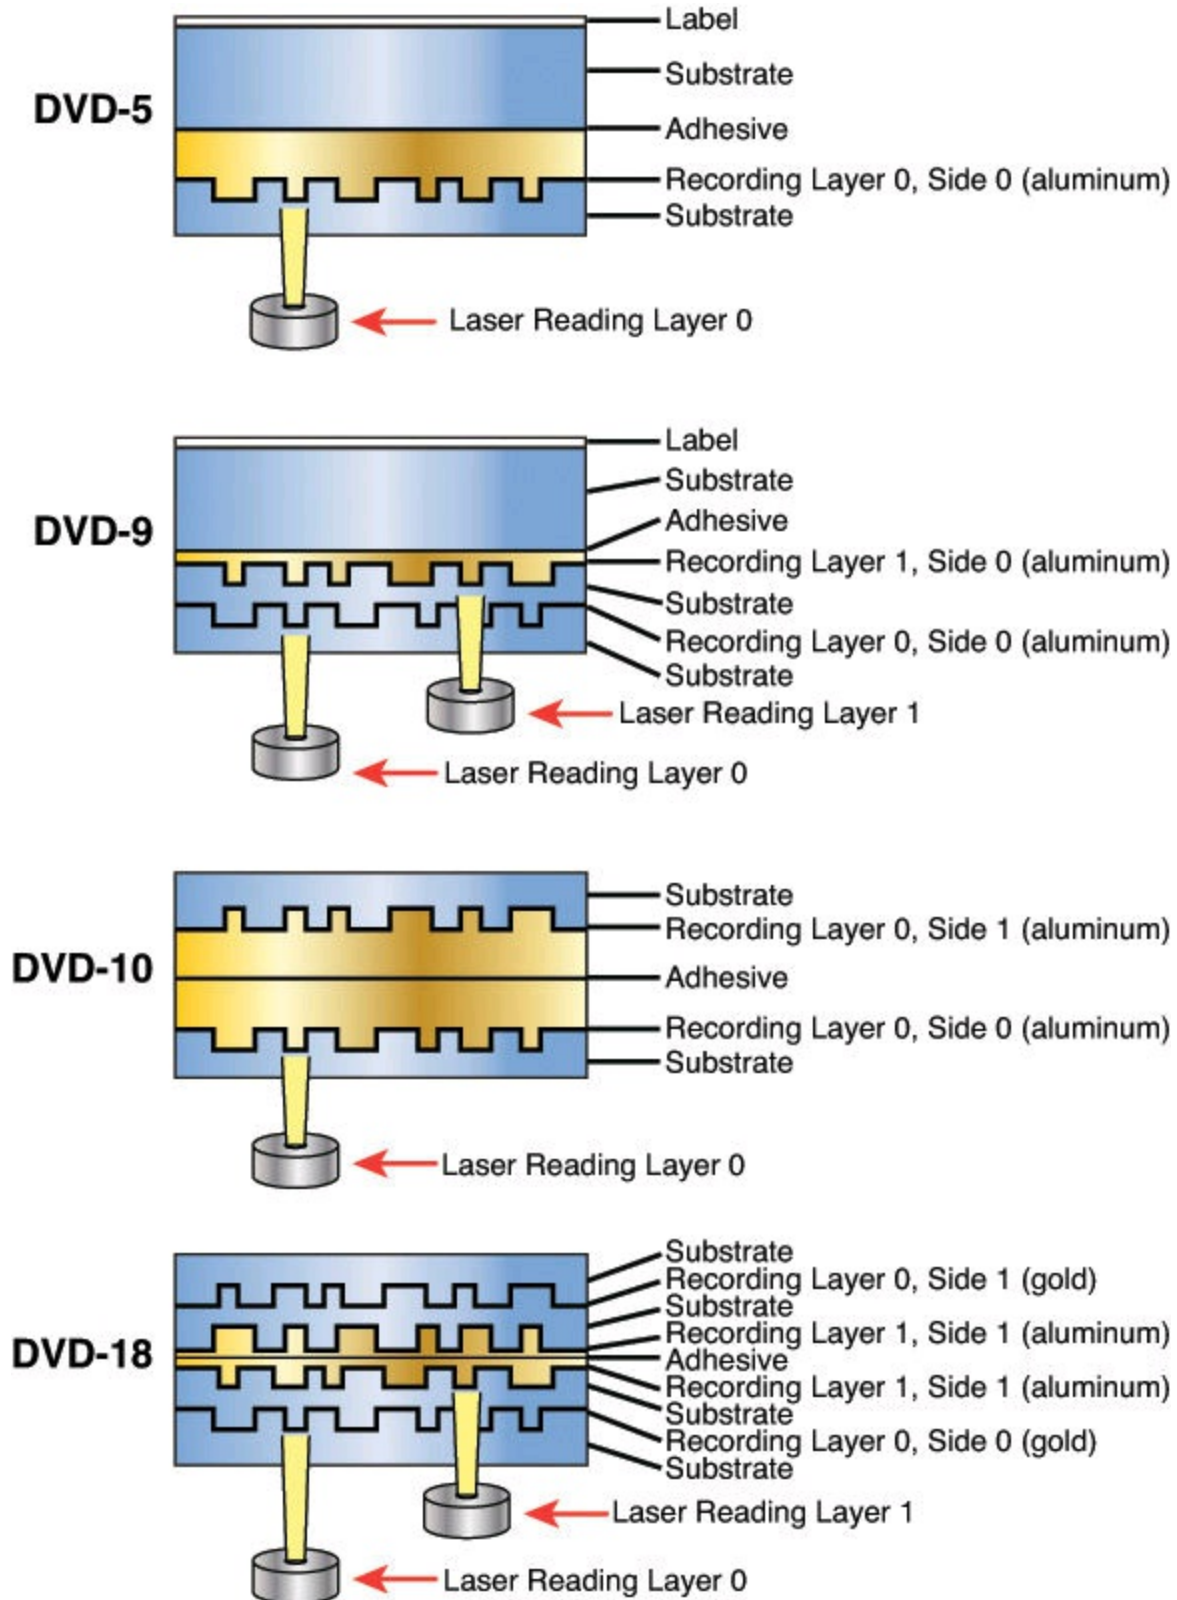 Label
Substrate
DVD-5
Adhesive
Recording Layer 0, Side 0 (aluminum)
Substrate
Laser Reading Layer 0
Label
Substrate
Adhesive
DVD-9
Recording Layer 1, Side 0 (aluminum)
Substrate
Recording Layer 0, Side 0 (aluminum)
Substrate
Laser Reading Layer 1
Laser Reading Layer 0
Substrate
Recording Layer 0, Side 1 (aluminum)
DVD-10
Adhesive
Recording Layer 0, Side 0 (aluminum)
Substrate
Laser Reading Layer 0
Substrate
Recording Layer 0, Side 1 (gold)
Substrate
Recording Layer 1, Side 1 (aluminum)
DVD-18
Adhesive
Recording Layer 1, Side 1 (aluminum)
Substrate
Recording Layer 0, Side 0 (gold)
Substrate
Laser Reading Layer 1
Laser Reading Layer 0